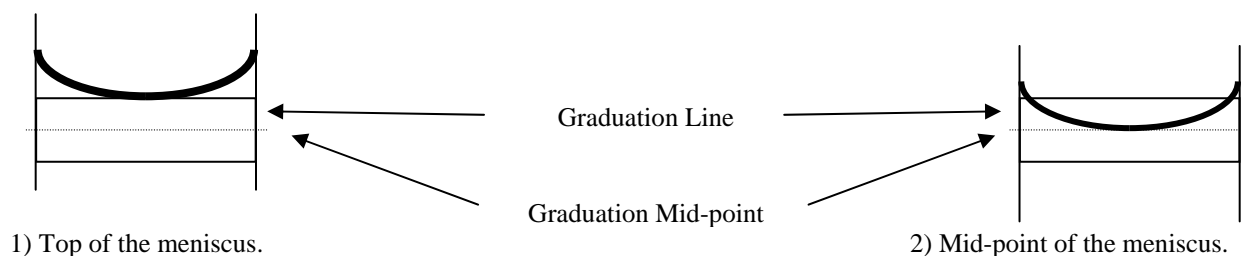 Graduation Line
Graduation Mid-point
1) Top of the meniscus.
2) Mid-point of the meniscus.